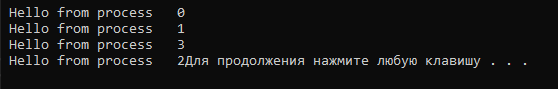 Hello from process   0
Hello from process   1
Hello from process   3
Hello from process   2Для продолжения нажмите любую клавишу . . .